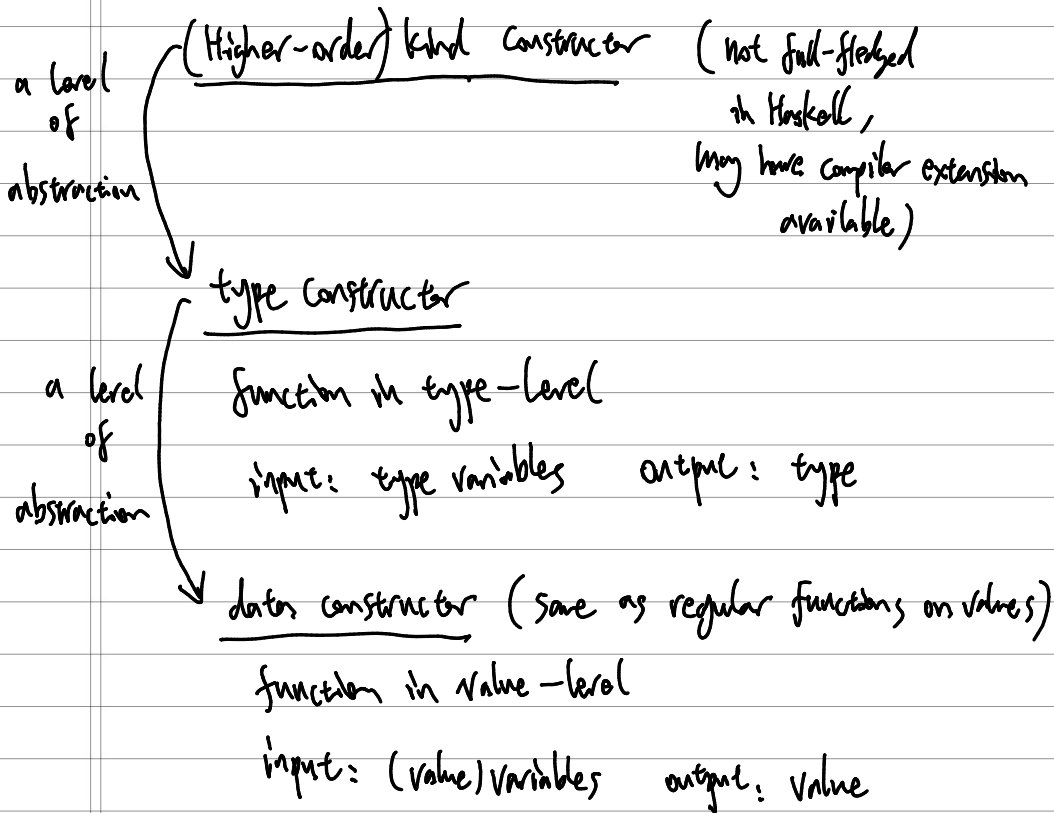 (Higher-order) kind constructor (not full-fledged
in Haskell,
may have compiler extension
available)
a level
of
abstraction
type constructor
function in type-level
input: type variables output: type
a level
of
abstraction
data constructor (same as regular functions on values)
function in value-level
input: (value) variables output: value